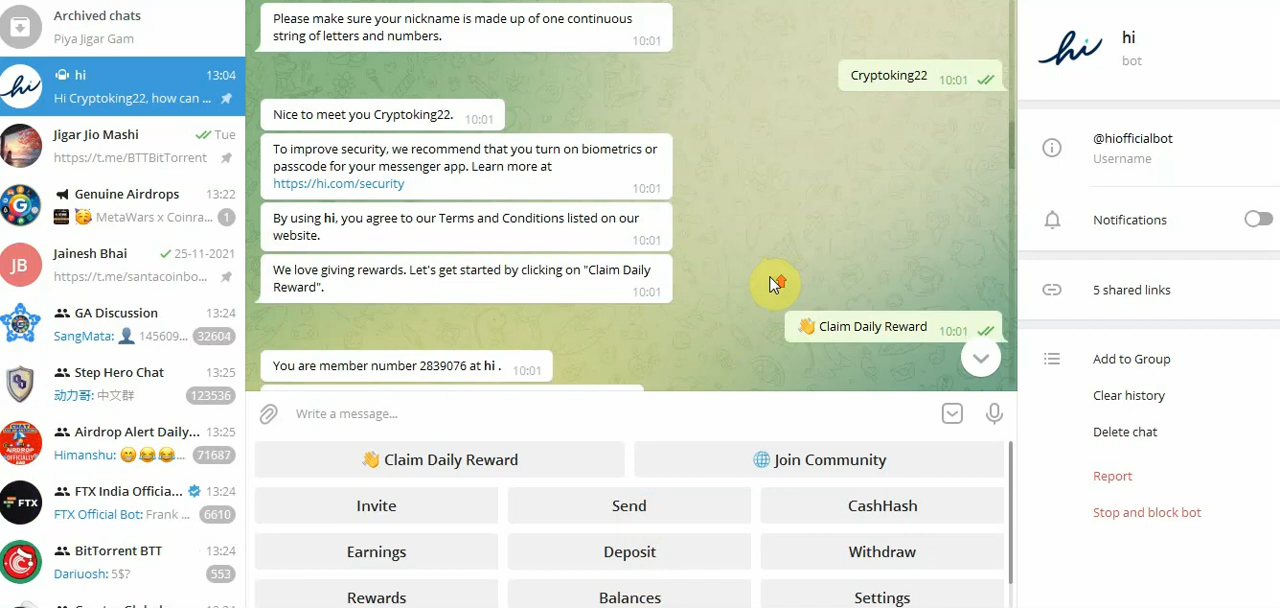 Archived chats
Piya Jigar Gam
hi 13:04
Hi Cryptoking22, how can ...
Jigar Jio Mashi Tue
https://t.me/BTTBitTorrent
Genuine Airdrops 13:22
MetaWars x Coinra... 1
JB
Jainesh Bhai 25-11-2021
https://t.me/santacoinbo...
GA Discussion 13:24
SangMata: 👤 145609... 32604
Step Hero Chat 13:25
动力哥: 中文群 123536
Airdrop Alert Daily... 13:25
Himanshu: 😁😂😂... 71687
FTX
FTX India Officia... 13:24
FTX Official Bot: Frank ... 6610
BitTorrent BTT 13:24
Dariuosh: 5$? 553
Please make sure your nickname is made up of one continuous
string of letters and numbers. 10:01
Cryptoking22 10:01
Nice to meet you Cryptoking22. 10:01
To improve security, we recommend that you turn on biometrics or
passcode for your messenger app. Learn more at
https://hi.com/security 10:01
By using hi, you agree to our Terms and Conditions listed on our
website. 10:01
We love giving rewards. Let's get started by clicking on "Claim Daily
Reward". 10:01
👋 Claim Daily Reward 10:01
You are member number 2839076 at hi . 10:01
Write a message...
👋 Claim Daily Reward
🌐 Join Community
Invite
Send
CashHash
Earnings
Deposit
Withdraw
Rewards
Balances
Settings
hi
hi
bot
@hiofficialbot
Username
Notifications
5 shared links
Add to Group
Clear history
Delete chat
Report
Stop and block bot